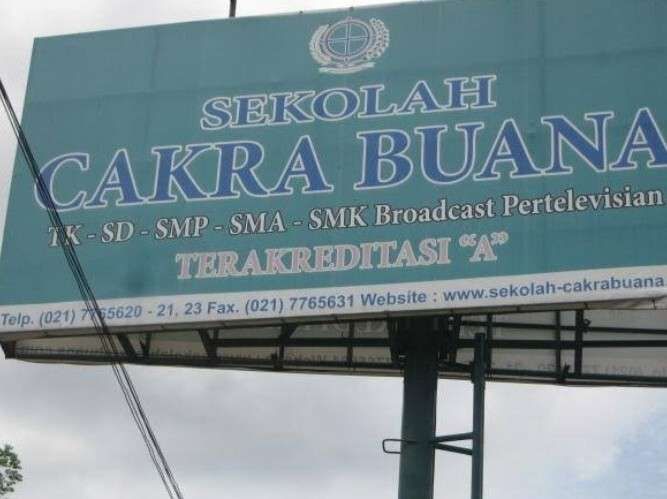 SEKOLAH
CAKRA BUANA
TK - SD - SMP - SMA - SMK Broadcast Pertelevisian
TERAKREDITASI "A"
Telp. (021) 7765620 - 21, 23 Fax. (021) 7765631 Website : www.sekolah-cakrabuana.